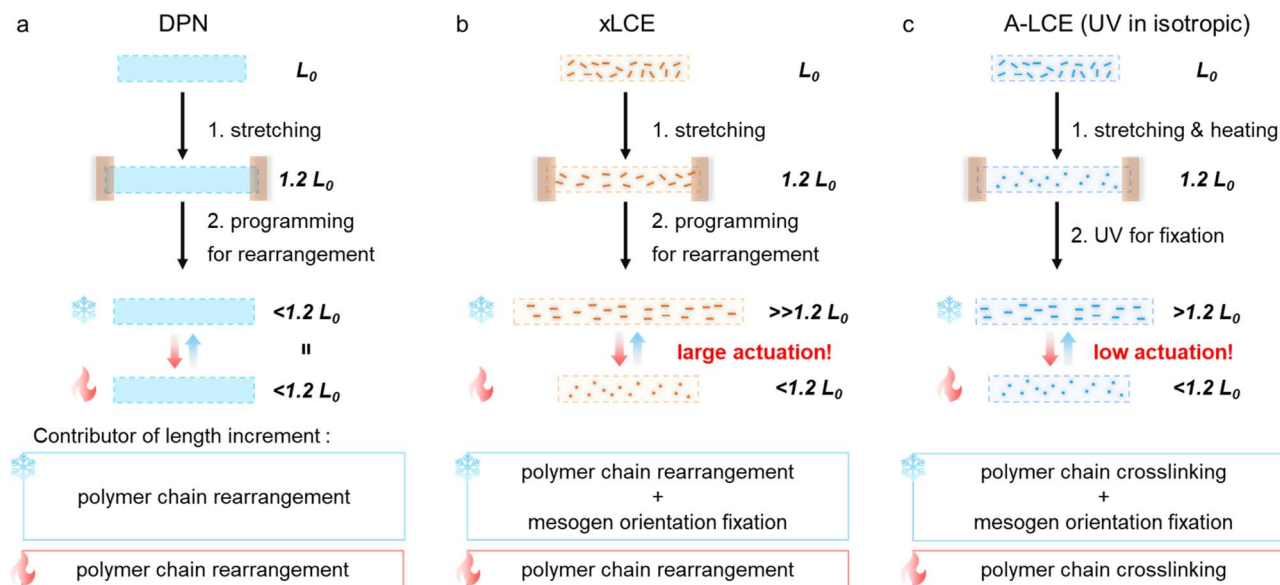 a
DPN
L0
1. stretching
1.2 L0
2. programming
for rearrangement
<1.2 L0
=
<1.2 L0
Contributor of length increment :
polymer chain rearrangement
polymer chain rearrangement
b
xLCE
L0
1. stretching
1.2 L0
2. programming
for rearrangement
>>1.2 L0
large actuation!
<1.2 L0
polymer chain rearrangement
+
mesogen orientation fixation
polymer chain rearrangement
c
A-LCE (UV in isotropic)
L0
1. stretching & heating
1.2 L0
2. UV for fixation
>1.2 L0
low actuation!
<1.2 L0
polymer chain crosslinking
+
mesogen orientation fixation
polymer chain crosslinking